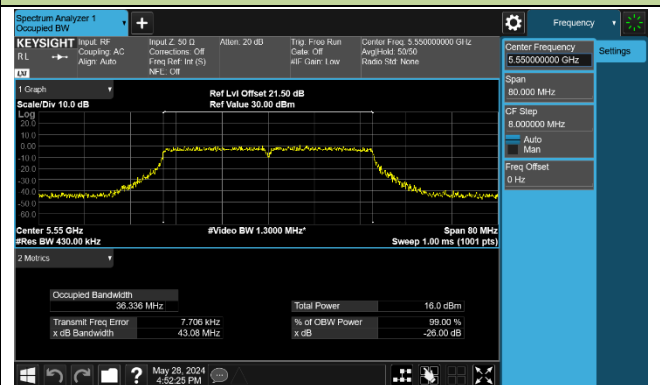 Spectrum Analyzer 1
Occupied BW
Frequency
KEYSIGHT
RL
LXI
Input: RF
Coupling: AC
Align: Auto
Input Z: 50 Ω
Corrections: Off
Freq Ref: Int (S)
NFE: Off
Atten: 20 dB
Trig: Free Run
Gate: Off
#IF Gain: Low
Center Freq: 5.550000000 GHz
Avg|Hold: 50/50
Radio Std: None
Center Frequency
5.550000000 GHz
Settings
Span
80.000 MHz
CF Step
8.000000 MHz
Auto
Man
Freq Offset
0 Hz
1 Graph
Scale/Div 10.0 dB
Ref Lvl Offset 21.50 dB
Ref Value 30.00 dBm
Log
20.0
10.0
0.00
-10.0
-20.0
-30.0
-40.0
-50.0
-60.0
Center 5.55 GHz
#Res BW 430.00 kHz
#Video BW 1.3000 MHz*
Span 80 MHz
Sweep 1.00 ms (1001 pts)
2 Metrics
Occupied Bandwidth
36.336 MHz
Total Power 16.0 dBm
Transmit Freq Error 7.706 kHz
% of OBW Power 99.00 %
x dB Bandwidth 43.08 MHz
x dB -26.00 dB
?
May 28, 2024
4:52:25 PM